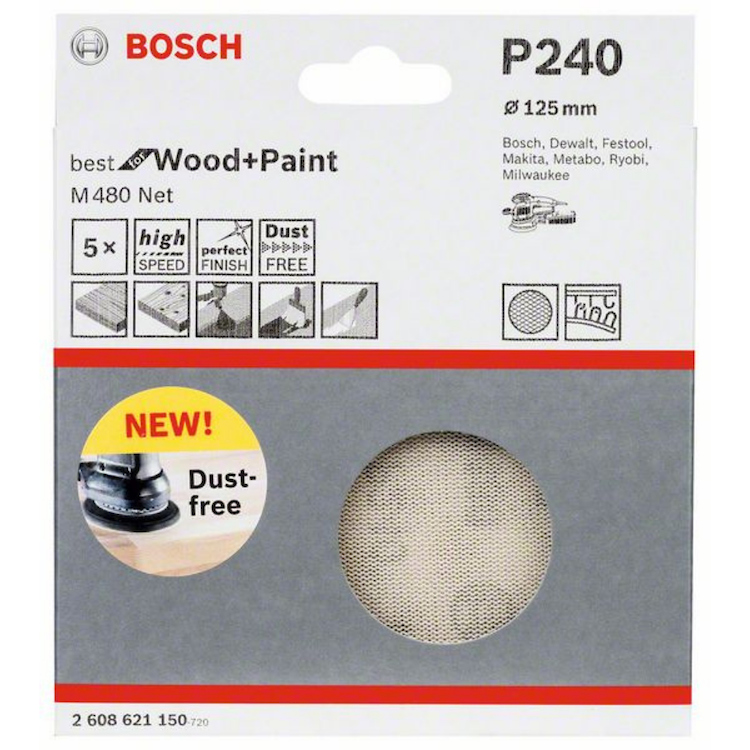 BOSCH
P240
Ø 125 mm
Bosch, Dewalt, Festool,
Makita, Metabo, Ryobi,
Milwaukee
best for Wood+Paint
M 480 Net
5×
high
SPEED
perfect
FINISH
Dust
FREE
NEW!
Dust-
free
2 608 621 150-720